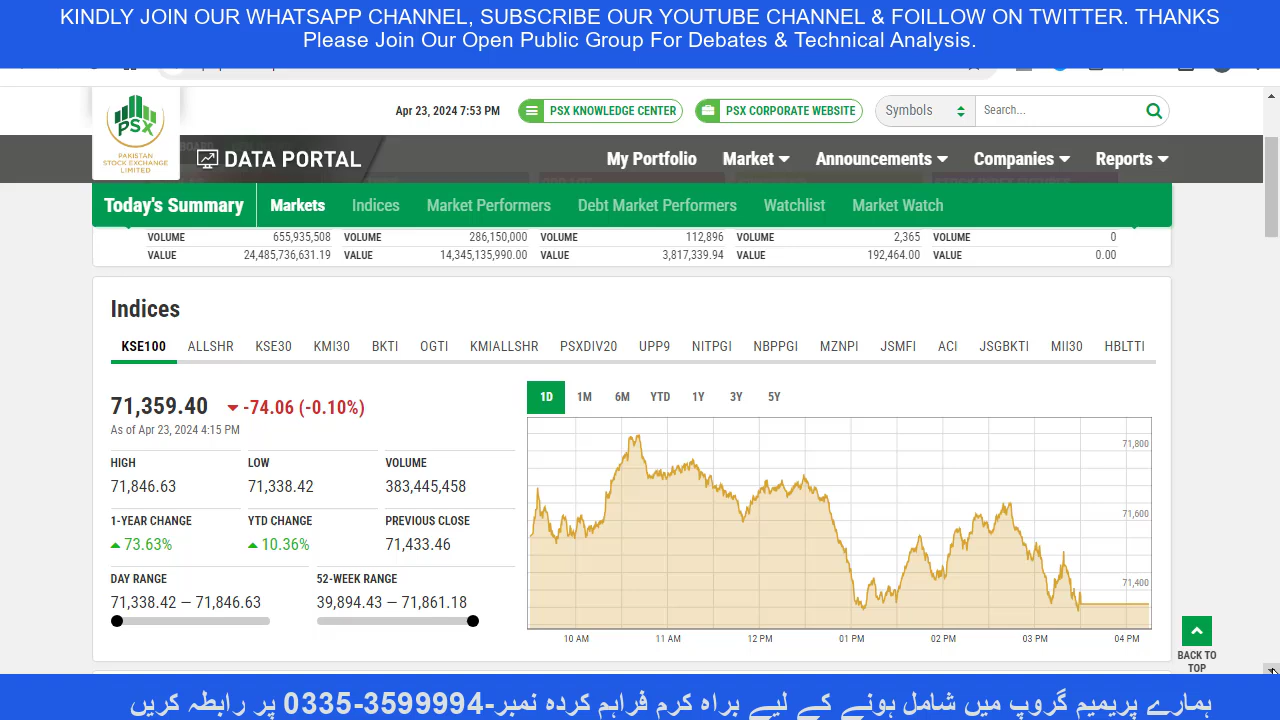 KINDLY JOIN OUR WHATSAPP CHANNEL, SUBSCRIBE OUR YOUTUBE CHANNEL & FOILLOW ON TWITTER. THANKS
Please Join Our Open Public Group For Debates & Technical Analysis.
PSX
PAKISTAN
STOCK EXCHANGE
LIMITED
Apr 23, 2024 7:53 PM
PSX KNOWLEDGE CENTER
PSX CORPORATE WEBSITE
Symbols
Search...
DATA PORTAL
My Portfolio Market Announcements Companies Reports
Today's Summary Markets Indices Market Performers Debt Market Performers Watchlist Market Watch
VOLUME 655,935,508 VOLUME 286,150,000 VOLUME 112,896 VOLUME 2,365 VOLUME 0
VALUE 24,485,736,631.19 VALUE 14,345,135,990.00 VALUE 3,817,339.94 VALUE 192,464.00 VALUE 0.00
Indices
KSE100 ALLSHR KSE30 KMI30 BKTI OGTI KMIALLSHR PSXDIV20 UPP9 NITPGI NBPPGI MZNPI JSMFI ACI JSGBKTI MII30 HBLTTI
71,359.40 -74.06 (-0.10%)
As of Apr 23, 2024 4:15 PM
HIGH LOW VOLUME
71,846.63 71,338.42 383,445,458
1-YEAR CHANGE YTD CHANGE PREVIOUS CLOSE
73.63% 10.36% 71,433.46
DAY RANGE 52-WEEK RANGE
71,338.42 — 71,846.63 39,894.43 — 71,861.18
1D 1M 6M YTD 1Y 3Y 5Y
71,800
71,600
71,400
10 AM 11 AM 12 PM 01 PM 02 PM 03 PM 04 PM
BACK TO
TOP
ہمارے پریمیم گروپ میں شامل ہونے کے لیے براہ کرم فراہم کردہ نمبر-0335-3599994 پر رابطہ کریں